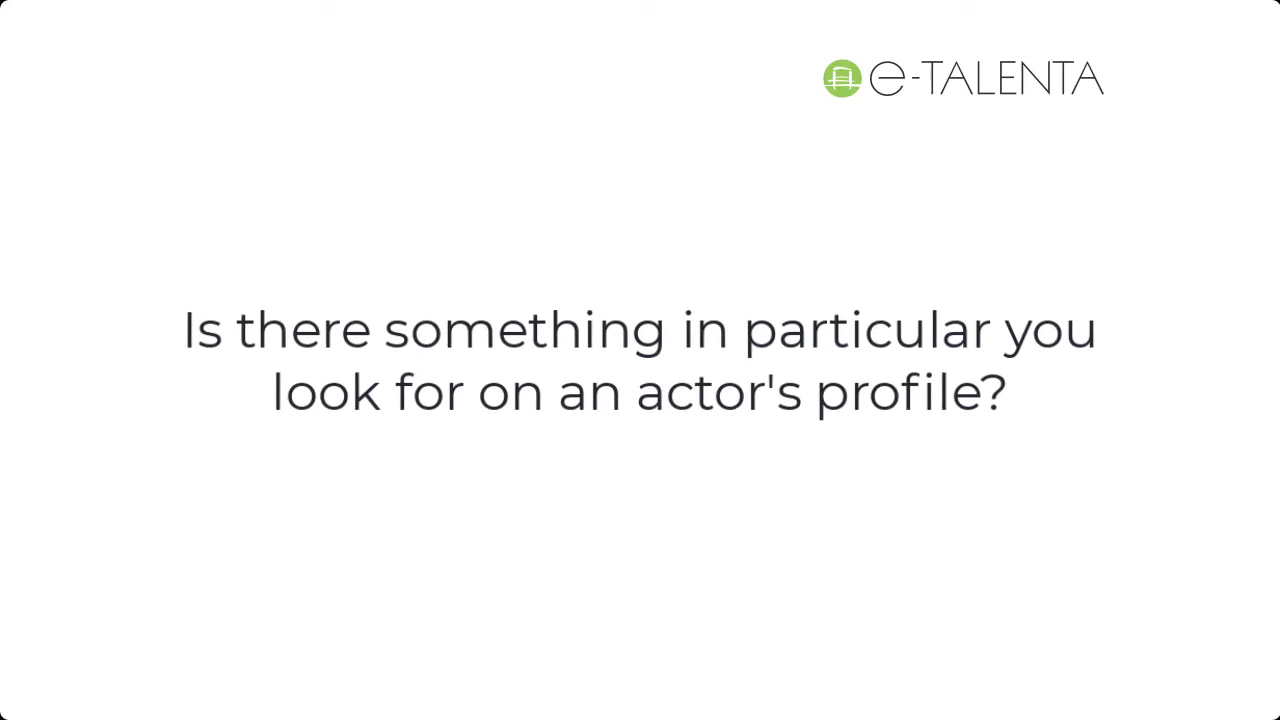 e-TALENTA
Is there something in particular you
look for on an actor's profile?